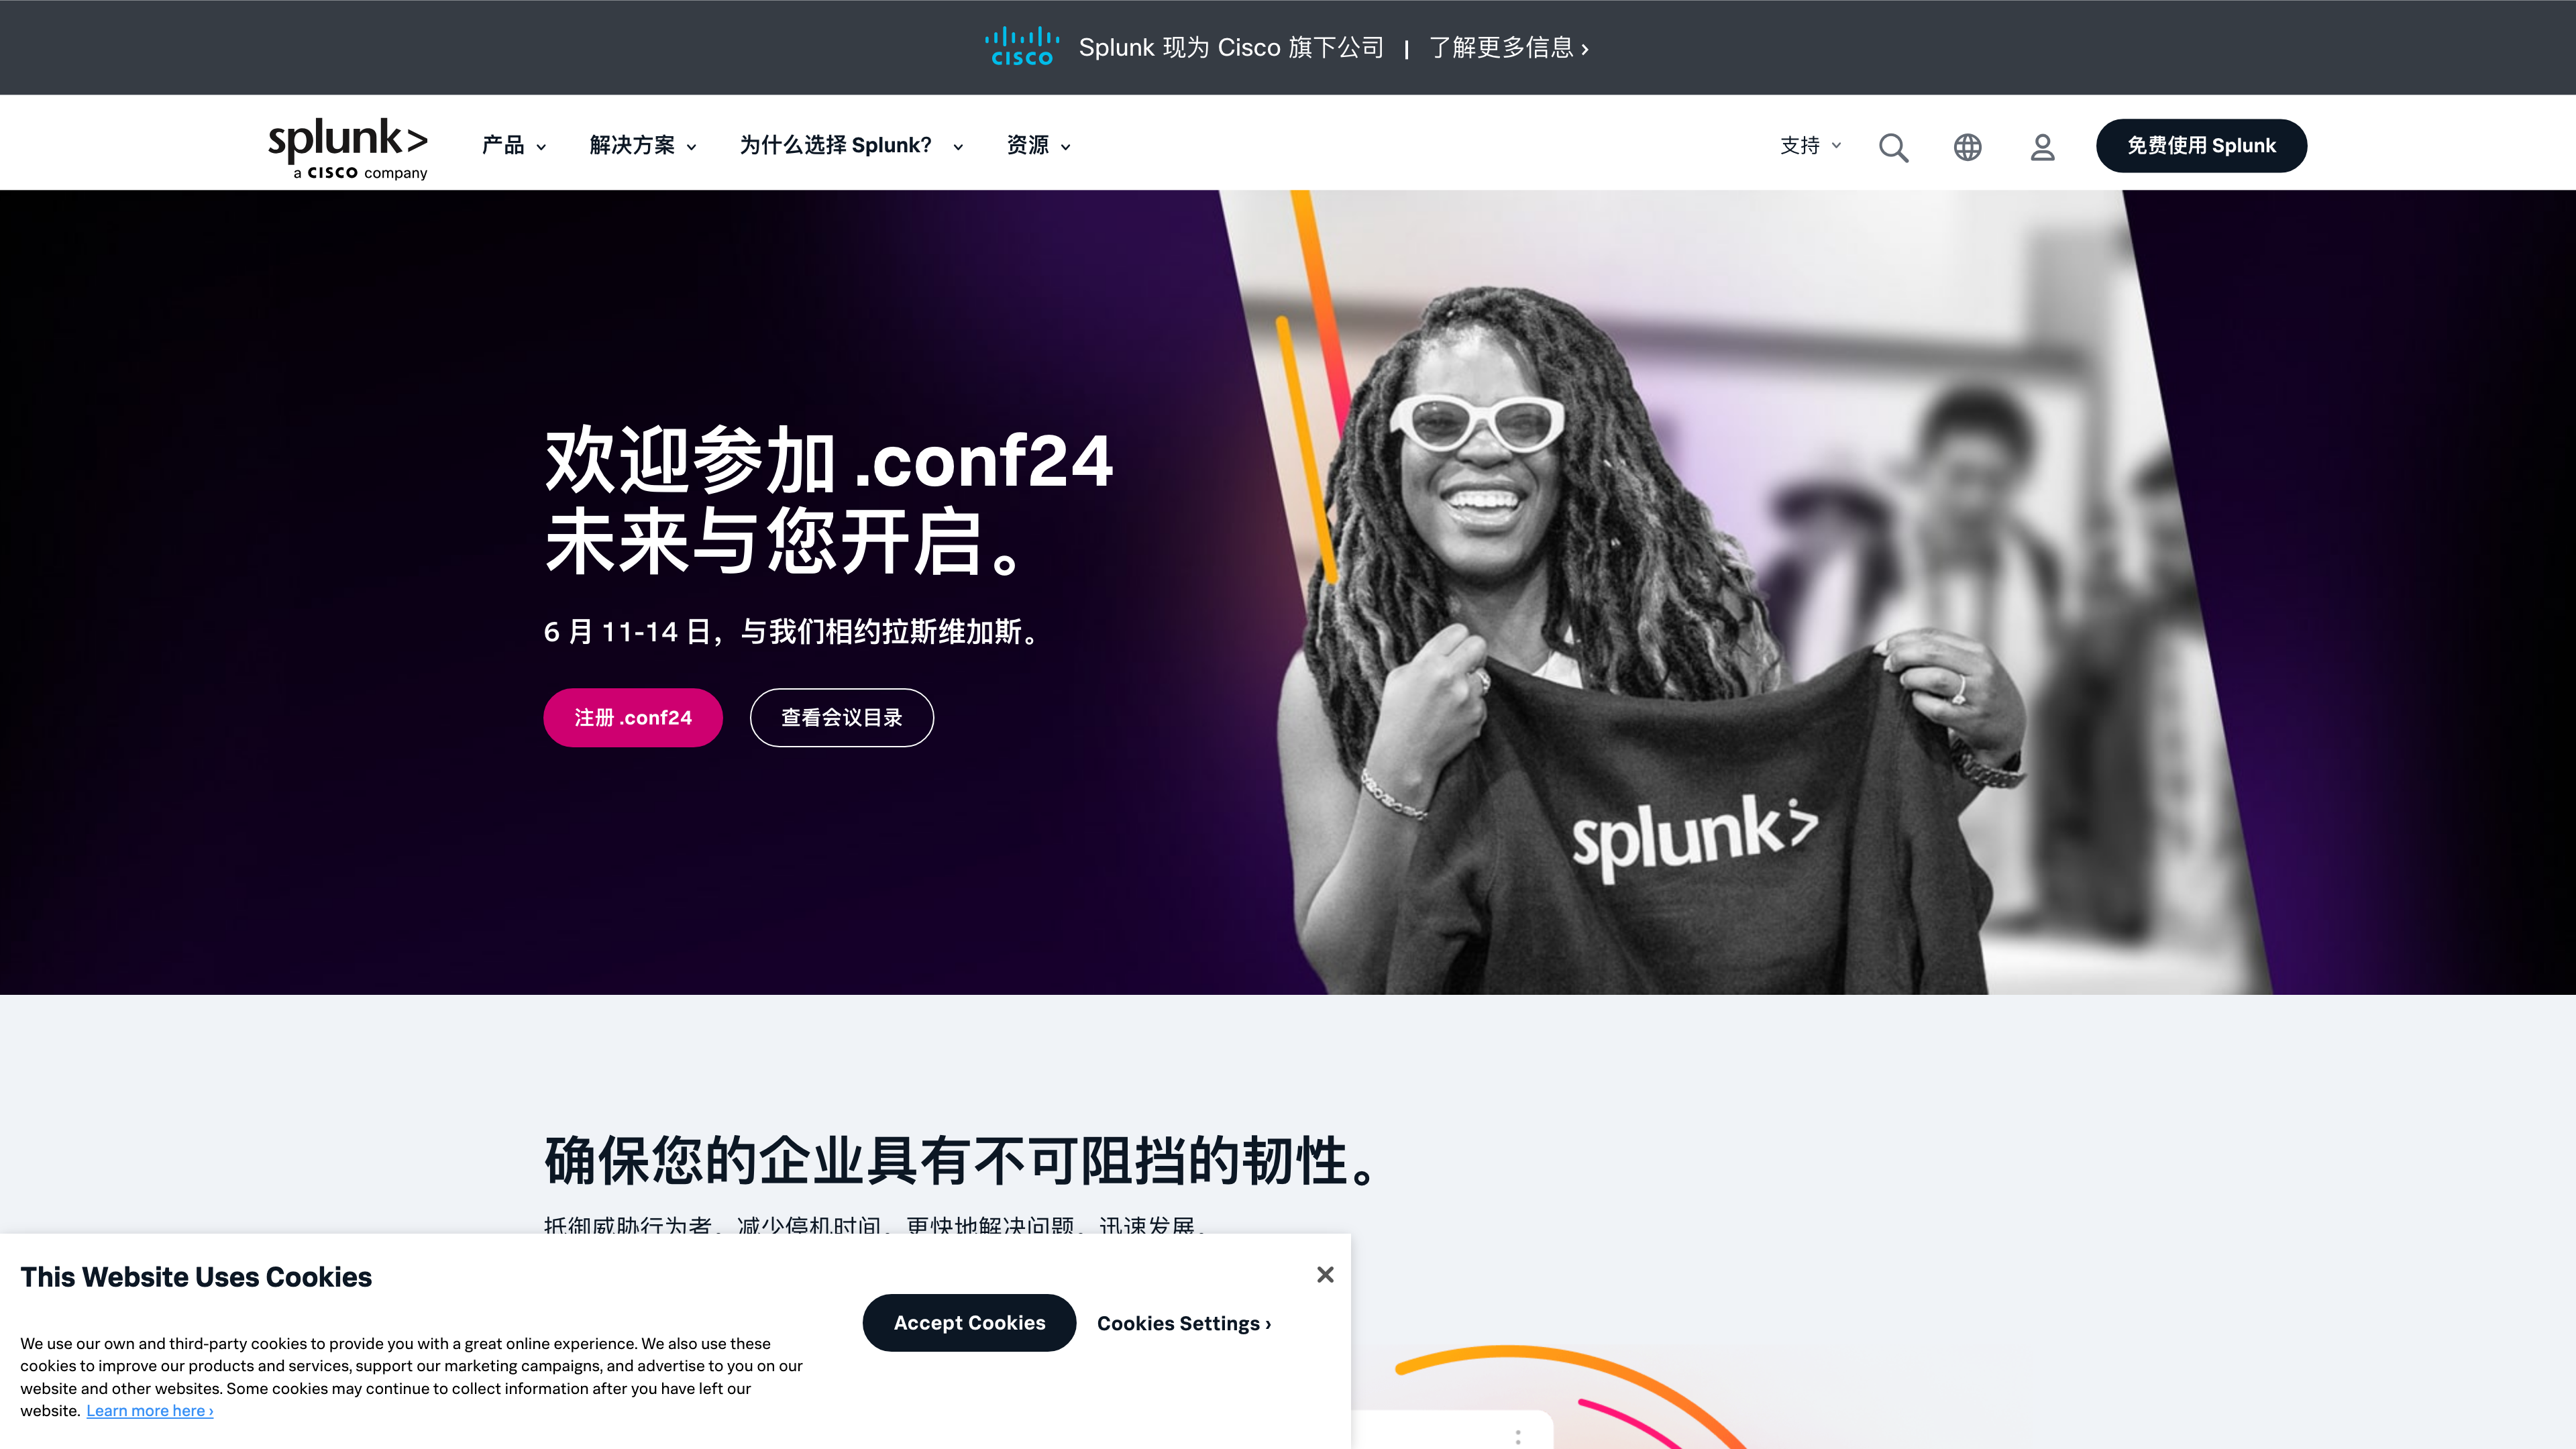 CISCO
Splunk 现为 Cisco 旗下公司 | 了解更多信息 ›
splunk>
a CISCO company
产品
解决方案
为什么选择 Splunk？
资源
支持
免费使用 Splunk
欢迎参加 .conf24
未来与您开启。
6 月 11-14 日，与我们相约拉斯维加斯。
注册 .conf24
查看会议目录
splunk>
确保您的企业具有不可阻挡的韧性。
抵御威胁行为者。减少停机时间。更快地解决问题。迅速发展。
This Website Uses Cookies
We use our own and third-party cookies to provide you with a great online experience. We also use these
cookies to improve our products and services, support our marketing campaigns, and advertise to you on our
website and other websites. Some cookies may continue to collect information after you have left our
website. Learn more here ›
Accept Cookies
Cookies Settings ›